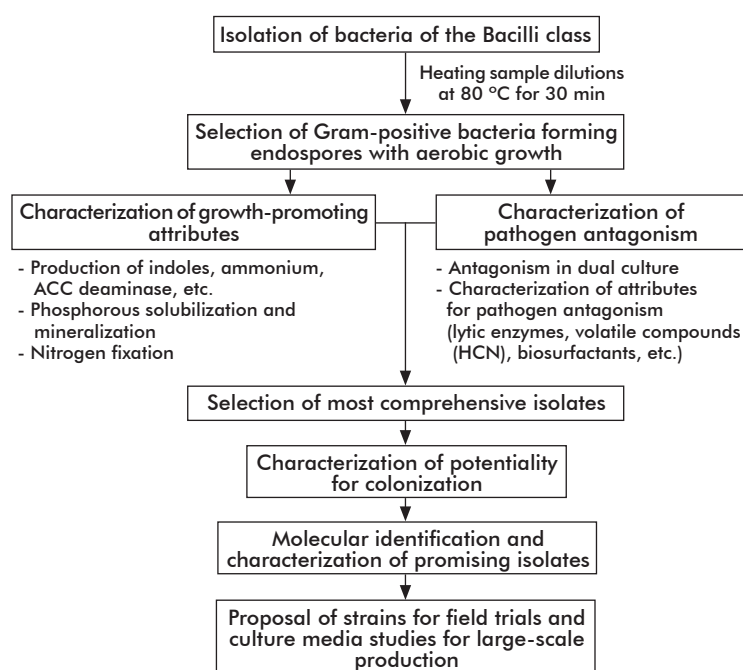 Isolation of bacteria of the Bacilli class
Heating sample dilutions
at 80 ºC for 30 min
Selection of Gram-positive bacteria forming
endospores with aerobic growth
Characterization of growth-promoting
attributes
- Production of indoles, ammonium,
ACC deaminase, etc.
- Phosphorous solubilization and
mineralization
- Nitrogen fixation
Characterization of
pathogen antagonism
- Antagonism in dual culture
- Characterization of attributes
for pathogen antagonism
(lytic enzymes, volatile compounds
(HCN), biosurfactants, etc.)
Selection of most comprehensive isolates
Characterization of potentiality
for colonization
Molecular identification and
characterization of promising isolates
Proposal of strains for field trials and
culture media studies for large-scale
production